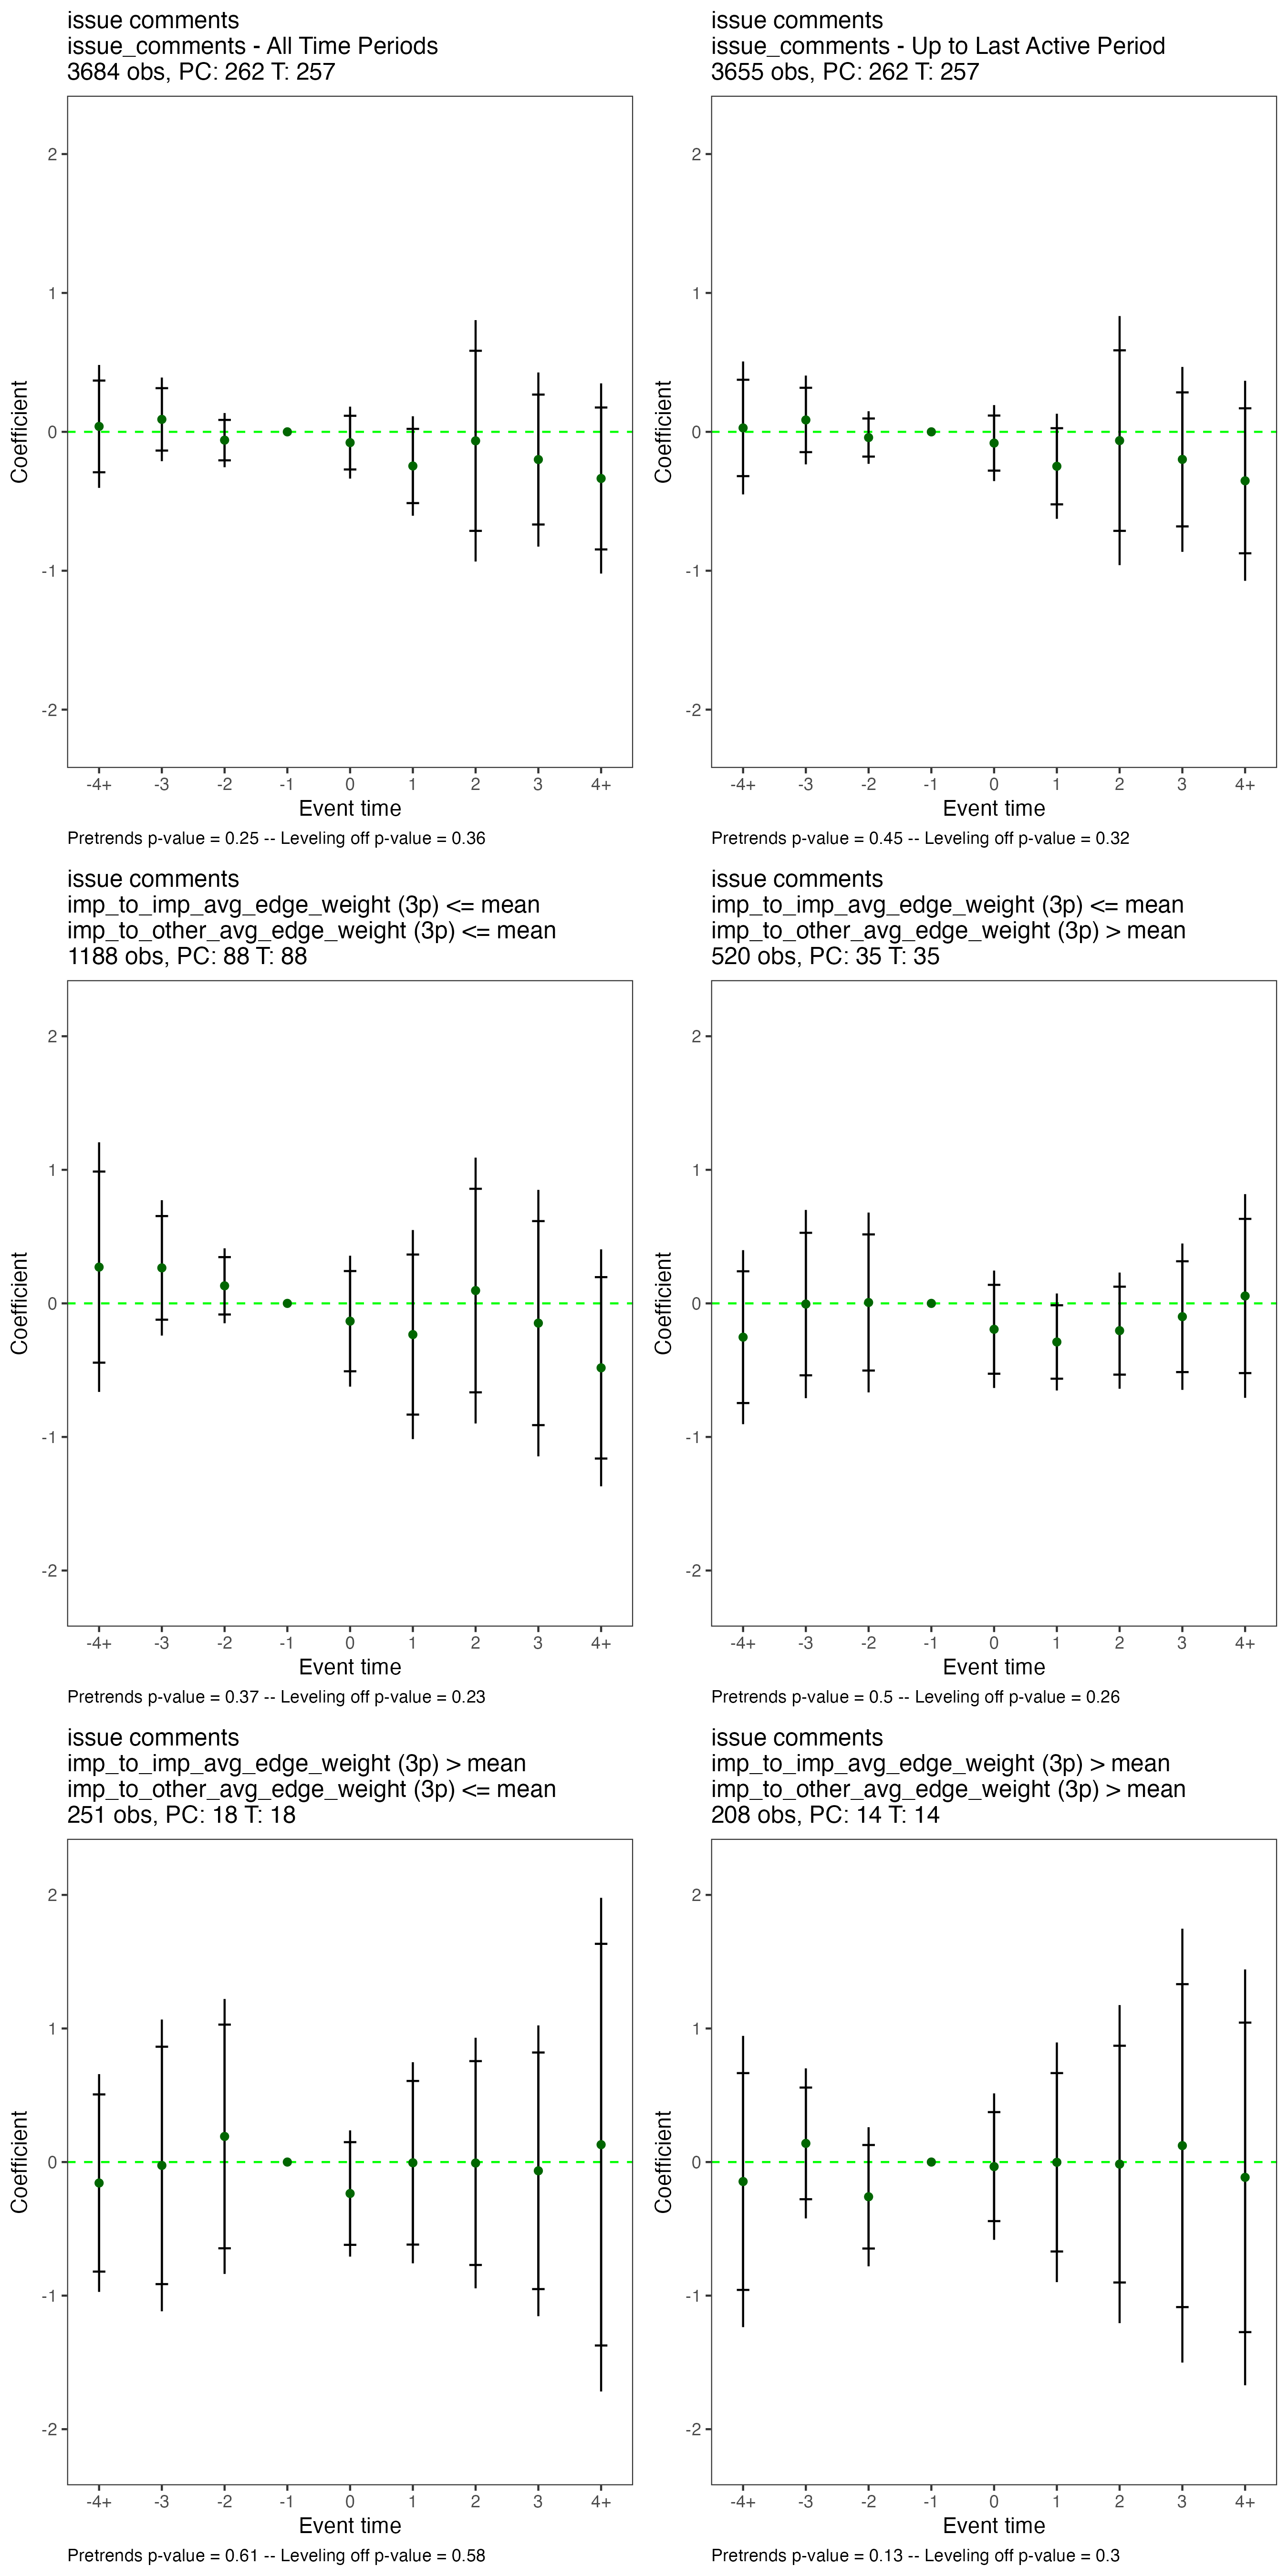 issue comments
issue_comments - All Time Periods
3684 obs, PC: 262 T: 257
2
1
0
-1
-2
Coefficient
-4+ -3 -2 -1 0 1 2 3 4+
Event time
Pretrends p-value = 0.25 -- Leveling off p-value = 0.36
issue comments
issue_comments - Up to Last Active Period
3655 obs, PC: 262 T: 257
2
1
0
-1
-2
Coefficient
-4+ -3 -2 -1 0 1 2 3 4+
Event time
Pretrends p-value = 0.45 -- Leveling off p-value = 0.32
issue comments
imp_to_imp_avg_edge_weight (3p) <= mean
imp_to_other_avg_edge_weight (3p) <= mean
1188 obs, PC: 88 T: 88
2
1
0
-1
-2
Coefficient
-4+ -3 -2 -1 0 1 2 3 4+
Event time
Pretrends p-value = 0.37 -- Leveling off p-value = 0.23
issue comments
imp_to_imp_avg_edge_weight (3p) <= mean
imp_to_other_avg_edge_weight (3p) > mean
520 obs, PC: 35 T: 35
2
1
0
-1
-2
Coefficient
-4+ -3 -2 -1 0 1 2 3 4+
Event time
Pretrends p-value = 0.5 -- Leveling off p-value = 0.26
issue comments
imp_to_imp_avg_edge_weight (3p) > mean
imp_to_other_avg_edge_weight (3p) <= mean
251 obs, PC: 18 T: 18
2
1
0
-1
-2
Coefficient
-4+ -3 -2 -1 0 1 2 3 4+
Event time
Pretrends p-value = 0.61 -- Leveling off p-value = 0.58
issue comments
imp_to_imp_avg_edge_weight (3p) > mean
imp_to_other_avg_edge_weight (3p) > mean
208 obs, PC: 14 T: 14
2
1
0
-1
-2
Coefficient
-4+ -3 -2 -1 0 1 2 3 4+
Event time
Pretrends p-value = 0.13 -- Leveling off p-value = 0.3